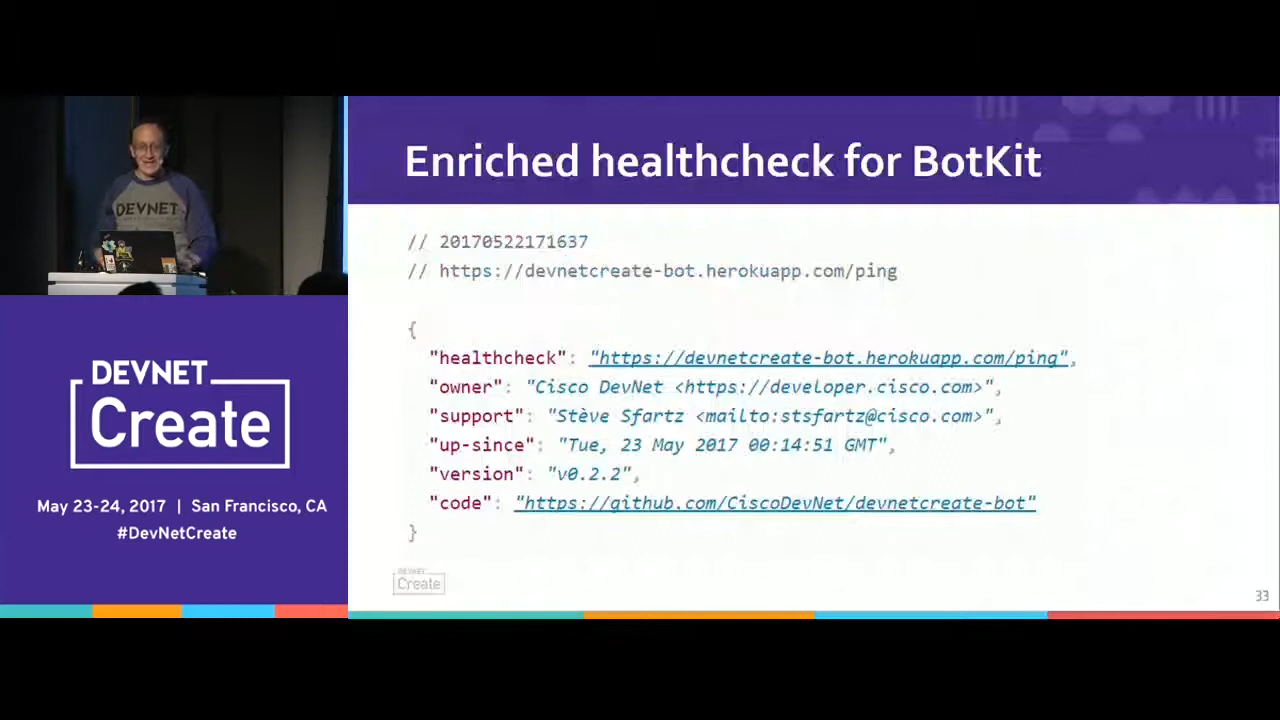 Enriched healthcheck for BotKit
// 20170522171637
// https://devnetcreate-bot.herokuapp.com/ping
{
"healthcheck": "https://devnetcreate-bot.herokuapp.com/ping",
"owner": "Cisco DevNet <https://developer.cisco.com>",
"support": "Stève Sfartz <mailto:stsfartz@cisco.com>",
"up-since": "Tue, 23 May 2017 00:14:51 GMT",
"version": "v0.2.2",
"code": "https://github.com/CiscoDevNet/devnetcreate-bot"
}
DEVNET
Create
33
DEVNET
DEVNET
Create
May 23-24, 2017 | San Francisco, CA
#DevNetCreate